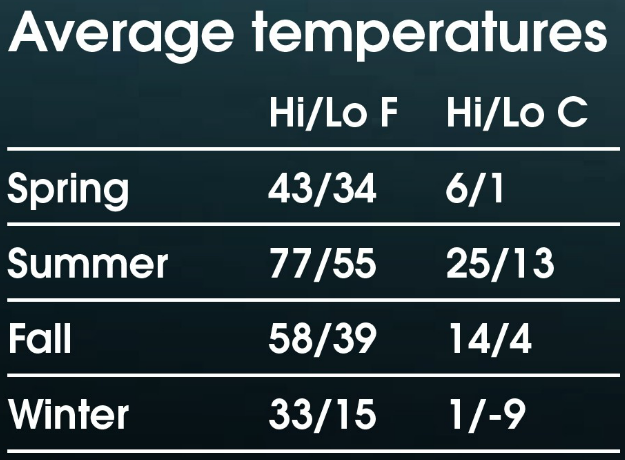 Average temperatures
Hi/Lo F Hi/Lo C
Spring 43/34 6/1
Summer 77/55 25/13
Fall 58/39 14/4
Winter 33/15 1/-9